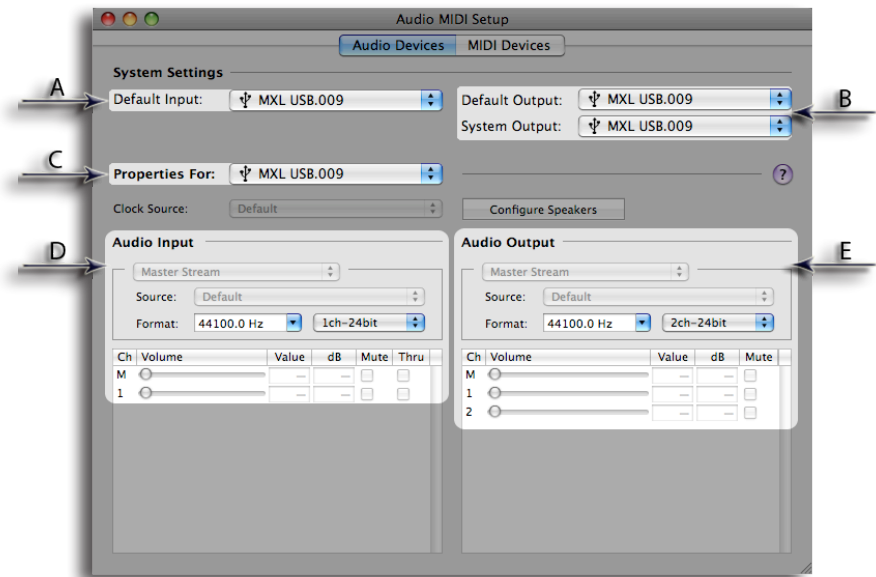 Audio MIDI Setup
Audio Devices MIDI Devices
System Settings
A
Default Input: MXL USB.009
Default Output: MXL USB.009
B
System Output: MXL USB.009
C
Properties For: MXL USB.009
?
Clock Source: Default
Configure Speakers
D
Audio Input
Master Stream
Source: Default
Format: 44100.0 Hz 1ch-24bit
Ch Volume Value dB Mute Thru
M — —
1 — —
Audio Output
E
Master Stream
Source: Default
Format: 44100.0 Hz 2ch-24bit
Ch Volume Value dB Mute
M — —
1 — —
2 — —